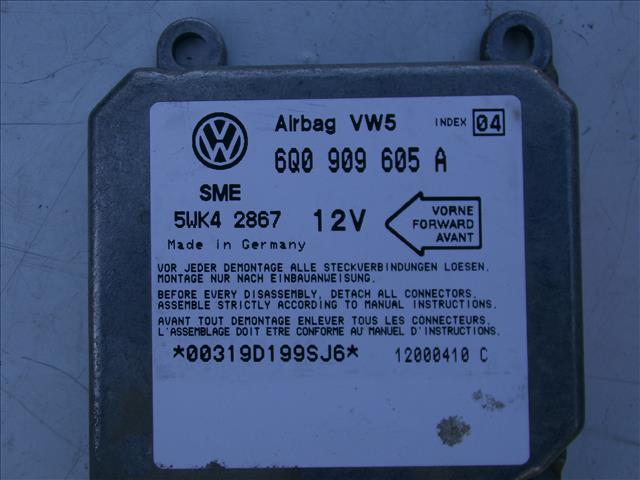 Airbag VW5 INDEX 04
6Q0 909 605 A
SME
5WK4 2867 12V
VORNE
FORWARD
AVANT
Made in Germany
VOR JEDER DEMONTAGE ALLE STECKVERBINDUNGEN LOESEN.
MONTAGE NUR NACH EINBAUANWEISUNG.
BEFORE EVERY DISASSEMBLY, DETACH ALL CONNECTORS.
ASSEMBLE STRICTLY ACCORDING TO MANUAL INSTRUCTIONS.
AVANT TOUT DEMONTAGE ENLEVER TOUS LES CONNECTEURS.
L'ASSEMBLAGE DOIT ETRE CONFORME AU MANUEL D'INSTRUCTIONS.
*00319D199SJ6* 12000410 C